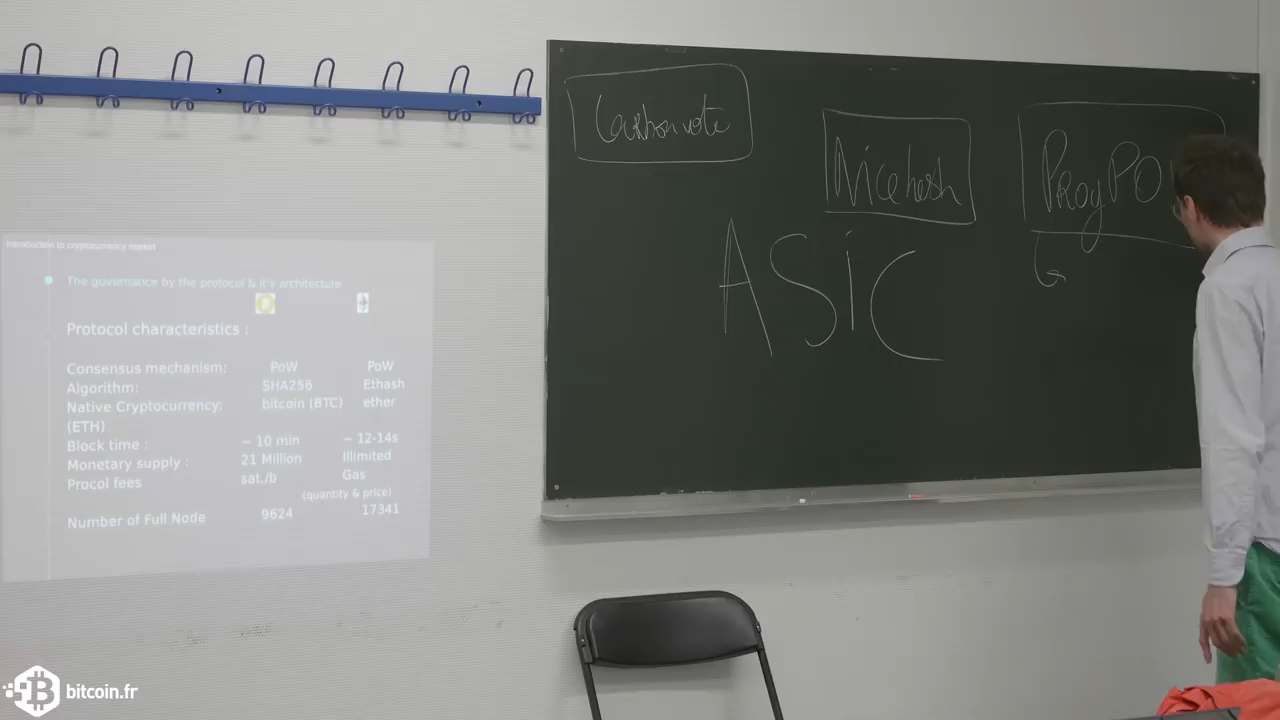 Carbonvote
Nicehash
ProgPO
ASiC
Introduction to cryptocurrency market
The governance by the protocol & it's architecture
Protocol characteristics :
Consensus mechanism: PoW PoW
Algorithm: SHA256 Ethash
Native Cryptocurrency: bitcoin (BTC) ether
(ETH)
Block time : ~ 10 min ~ 12-14s
Monetary supply : 21 Million Illimited
Procol fees sat./b Gas
(quantity & price)
Number of Full Node 9624 17341
bitcoin.fr